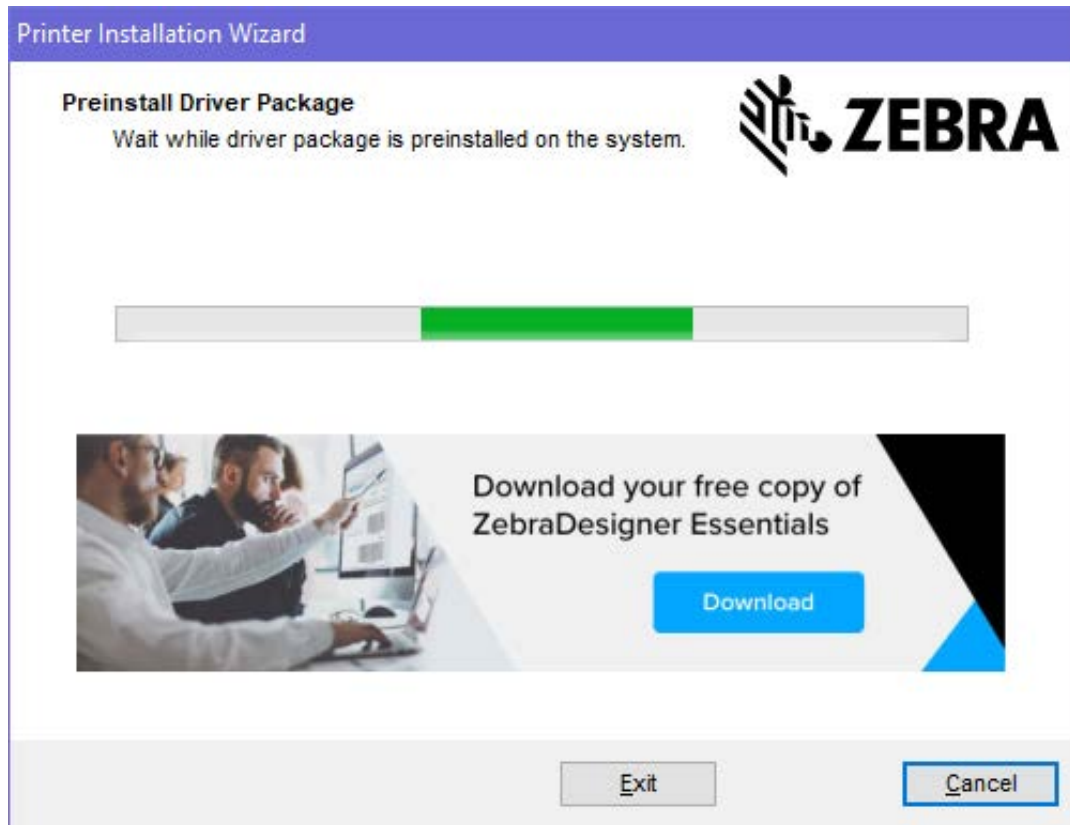 Printer Installation Wizard
Preinstall Driver Package
Wait while driver package is preinstalled on the system.
ZEBRA
Download your free copy of
ZebraDesigner Essentials
Download
Exit
Cancel